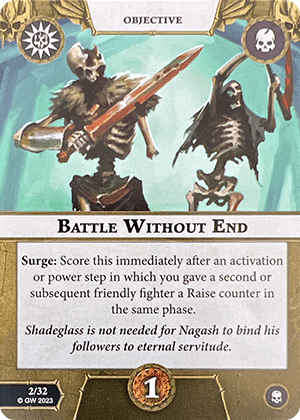 OBJECTIVE
BATTLE WITHOUT END
Surge: Score this immediately after an activation
or power step in which you gave a second or
subsequent friendly fighter a Raise counter in
the same phase.
Shadeglass is not needed for Nagash to bind his
followers to eternal servitude.
2/32
© GW 2023
1